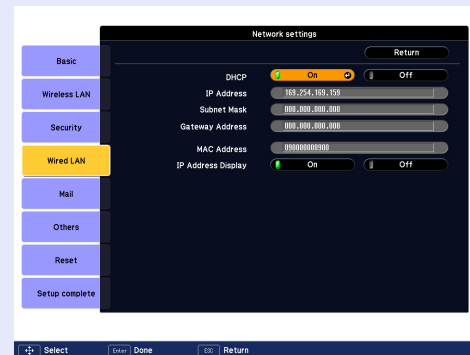 Network settings
Return
Basic
Wireless LAN
Security
Wired LAN
Mail
Others
Reset
Setup complete
DHCP On Off
IP Address 169.254.169.159
Subnet Mask 000.000.000.000
Gateway Address 000.000.000.000
MAC Address 090000000900
IP Address Display On Off
Select Enter Done ESC Return